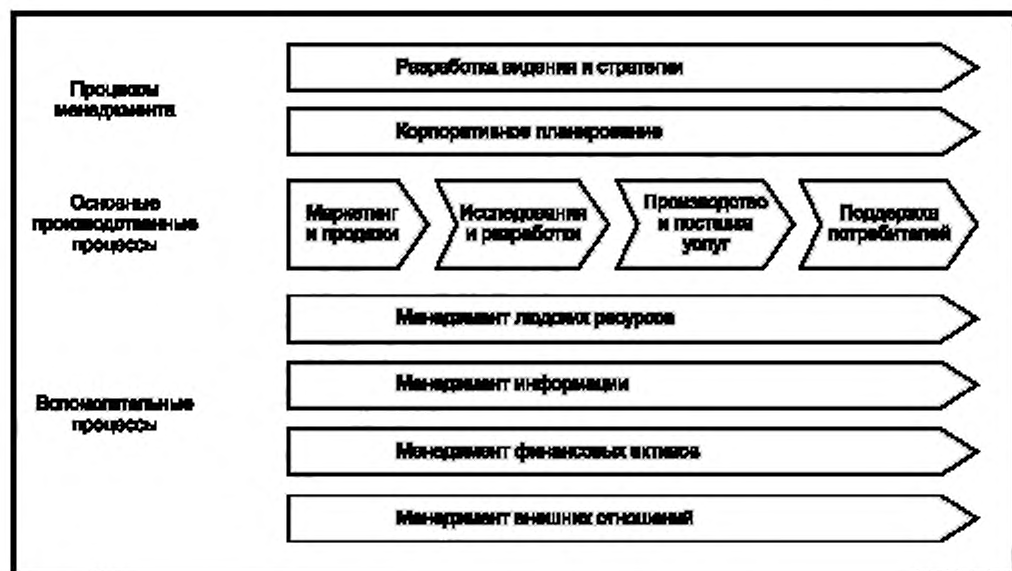 Процессы
менеджмента
Разработка видения и стратегии
Корпоративное планирование
Основные
производственные
процессы
Маркетинг
и продажи
Исследования
и разработки
Производство
и поставка
услуг
Поддержка
потребителей
Вспомогательные
процессы
Менеджмент людских ресурсов
Менеджмент информации
Менеджмент финансовых активов
Менеджмент внешних отношений